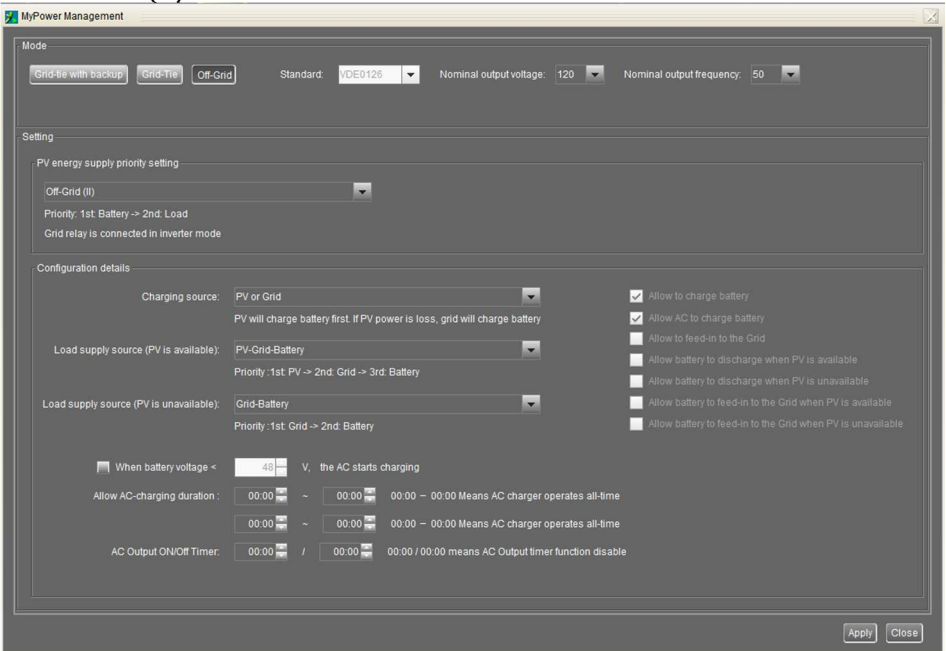 MyPower Management
Mode
Grid-tie with backup Grid-Tie Off-Grid Standard: VDE0126 Nominal output voltage: 120 Nominal output frequency: 50
Setting
PV energy supply priority setting
Off-Grid (II)
Priority: 1st: Battery -> 2nd: Load
Grid relay is connected in inverter mode
Configuration details
Charging source: PV or Grid
PV will charge battery first. If PV power is loss, grid will charge battery
Load supply source (PV is available): PV-Grid-Battery
Priority :1st: PV -> 2nd: Grid -> 3rd: Battery
Load supply source (PV is unavailable): Grid-Battery
Priority :1st: Grid -> 2nd: Battery
Allow to charge battery
Allow AC to charge battery
Allow to feed-in to the Grid
Allow battery to discharge when PV is available
Allow battery to discharge when PV is unavailable
Allow battery to feed-in to the Grid when PV is available
Allow battery to feed-in to the Grid when PV is unavailable
When battery voltage < 48 V, the AC starts charging
Allow AC-charging duration : 00:00 ~ 00:00 00:00 – 00:00 Means AC charger operates all-time
00:00 ~ 00:00 00:00 – 00:00 Means AC charger operates all-time
AC Output ON/Off Timer: 00:00 / 00:00 00:00 / 00:00 means AC Output timer function disable
Apply Close